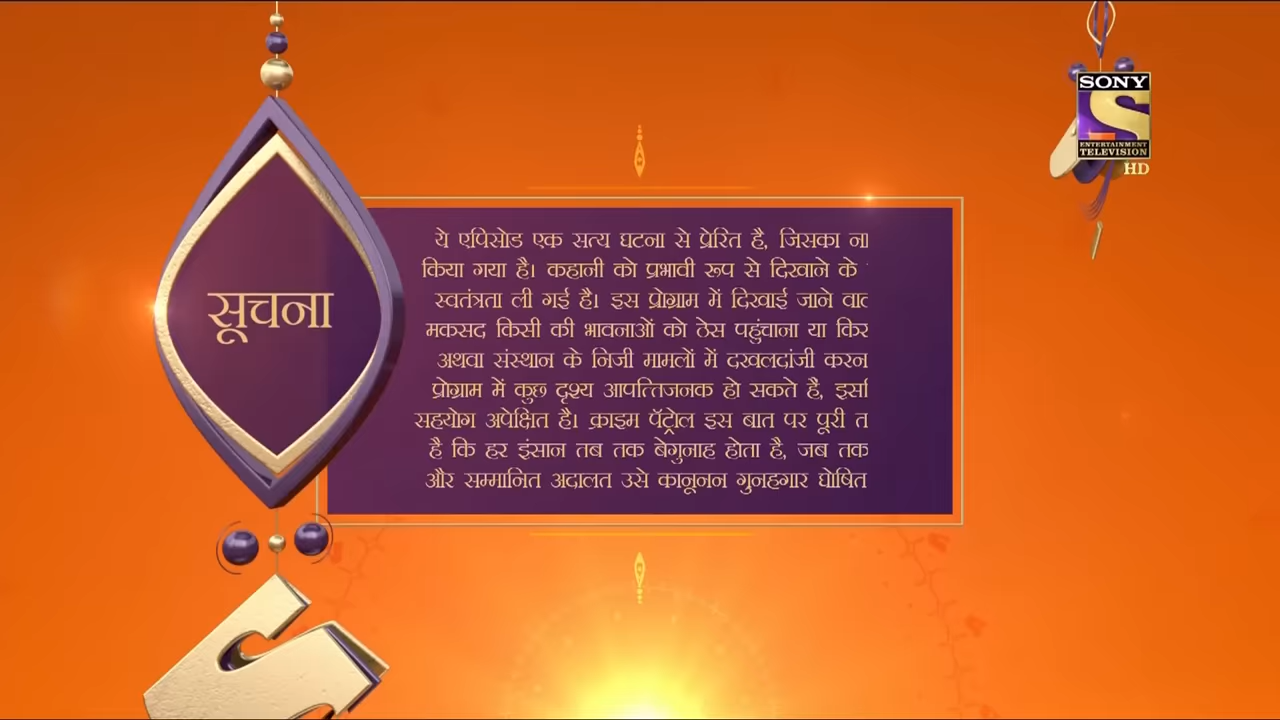 SONY
ENTERTAINMENT
TELEVISION
HD
सूचना
ये एपिसोड एक सत्य घटना से प्रेरित है, जिसका
किया गया है। कहानी को प्रभावी रूप से दिखाने के
स्वतंत्रता ली गई है। इस प्रोग्राम में दिखाई जाने
मकसद किसी की भावनाओं को ठेस पहुंचाना या
अथवा संस्थान के निजी मामलों में दखलदांजी
प्रोग्राम में कुछ दृश्य आपत्तिजनक हो सकते हैं,
सहयोग अपेक्षित है। क्राइम पॅट्रोल इस बात पर पूरी
है कि हर इंसान तब तक बेगुनाह होता है, जब तक
और सम्मानित अदालत उसे कानूनन गुनहगार घोषित